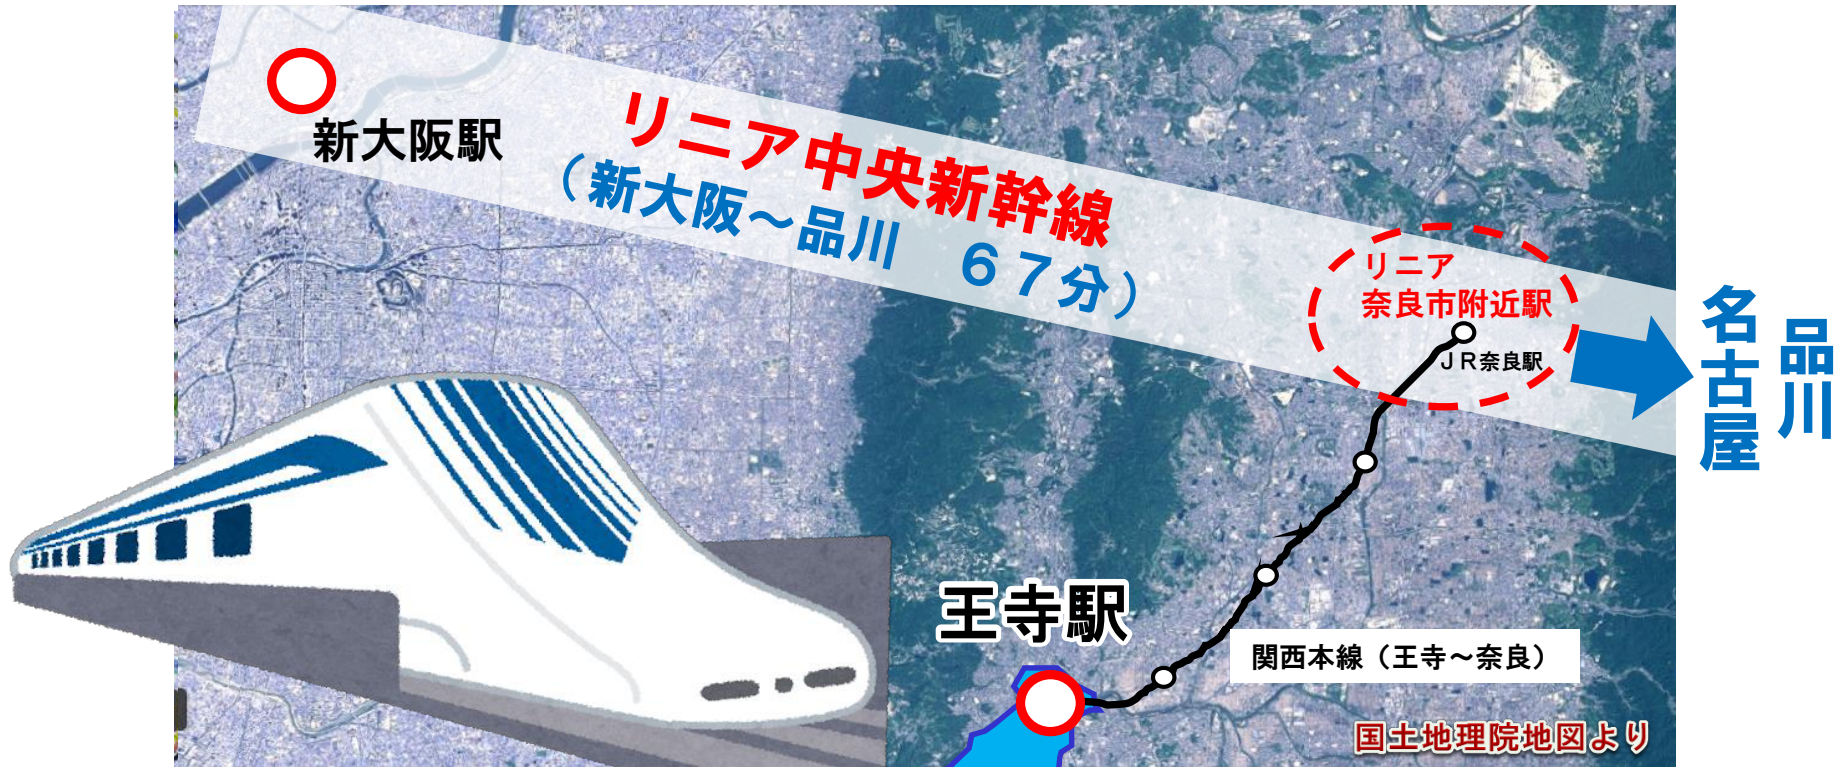 新大阪駅
リニア中央新幹線
（新大阪～品川　６７分）
リニア
奈良市附近駅
ＪＲ奈良駅
名古屋
品川
王寺駅
関西本線（王寺～奈良）
国土地理院地図より